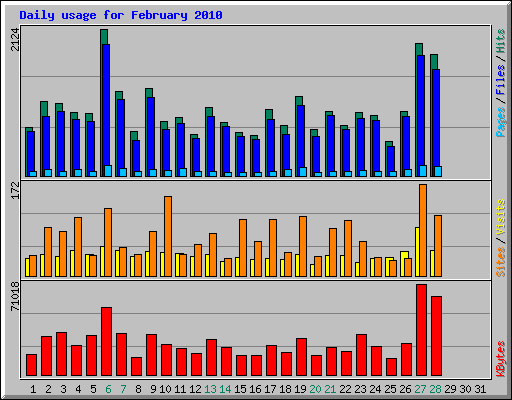 Daily usage for February 2010
2124
Pages / Files / Hits
172
Sites / Visits
71018
KBytes
1 2 3 4 5 6 7 8 9 10 11 12 13 14 15 16 17 18 19 20 21 22 23 24 25 26 27 28 29 30 31